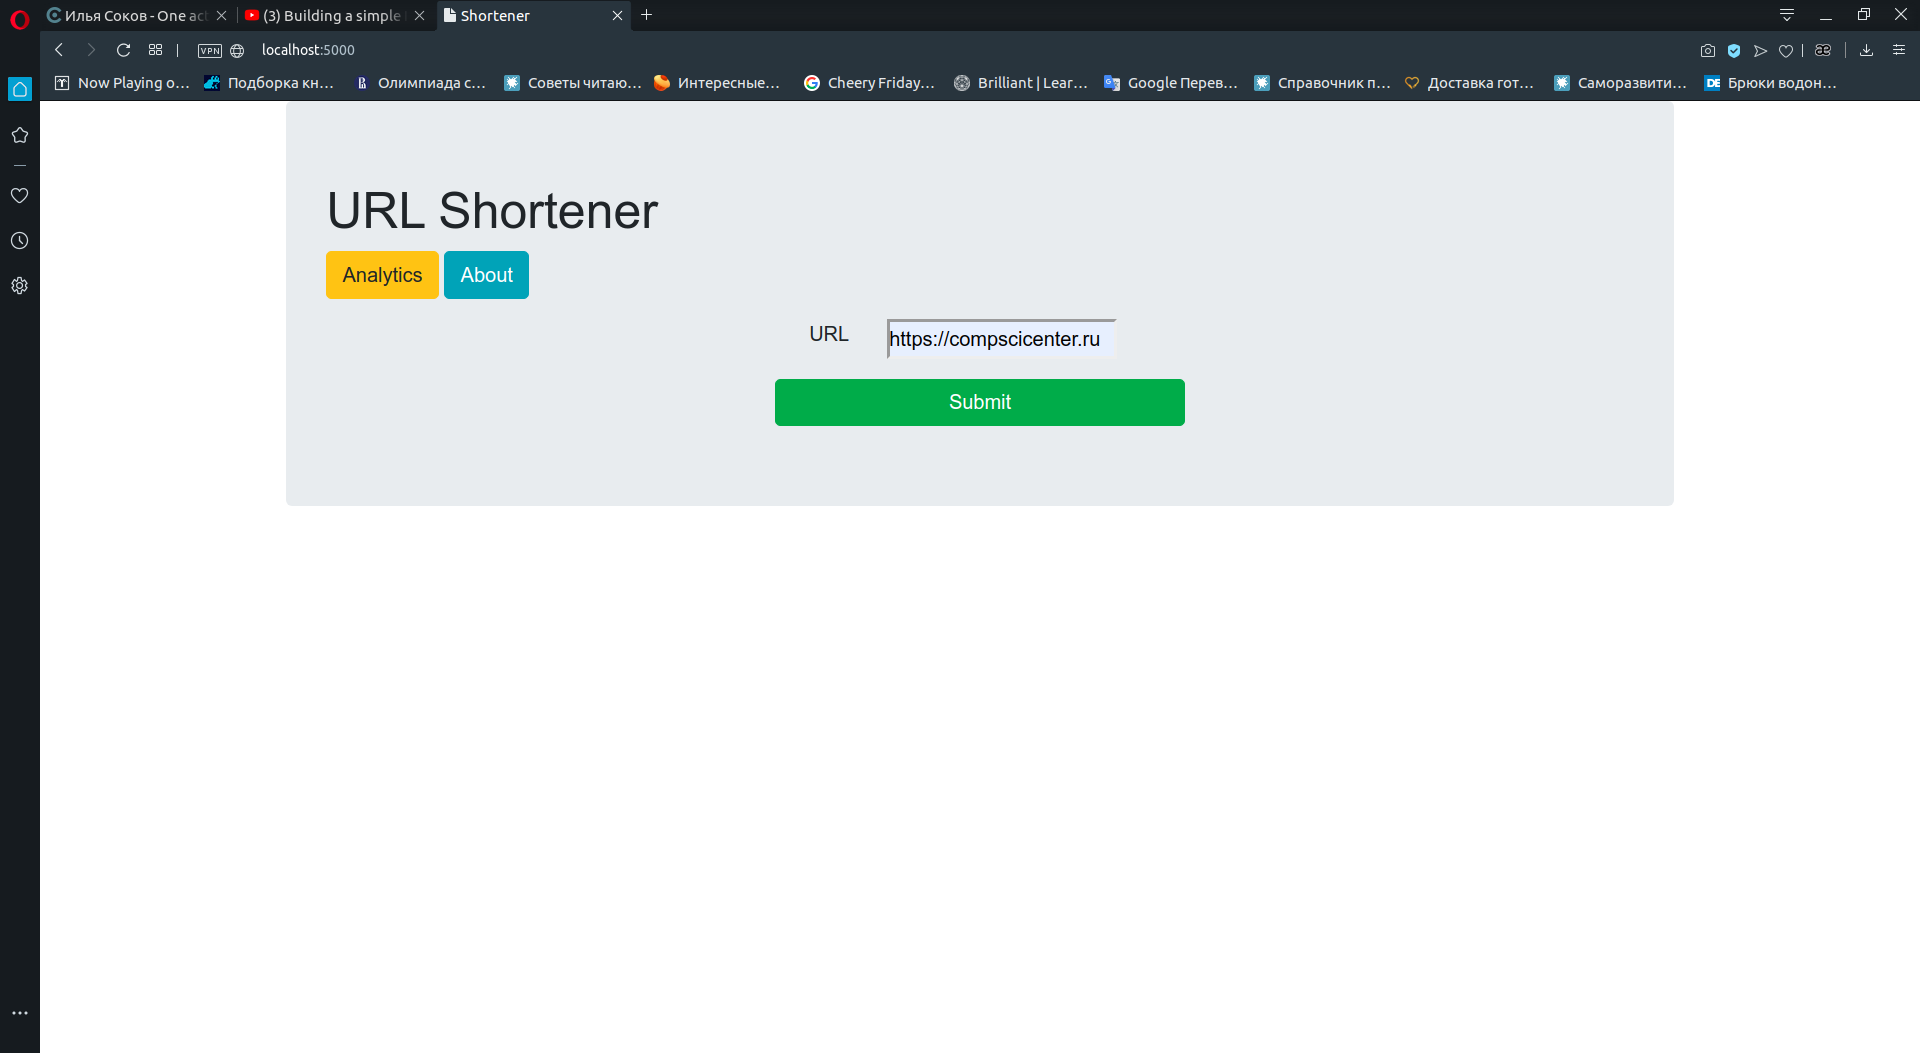 Илья Соков - One ac
(3) Building a simple
Shortener
VPN
localhost:5000
Now Playing o...
Подборка кн...
Олимпиада с...
Советы читаю...
Интересные...
Cheery Friday...
Brilliant | Lear...
Google Перев...
Справочник п...
Доставка гот...
Саморазвити...
DE Брюки водон...
URL Shortener
Analytics About
URL https://compscicenter.ru
Submit